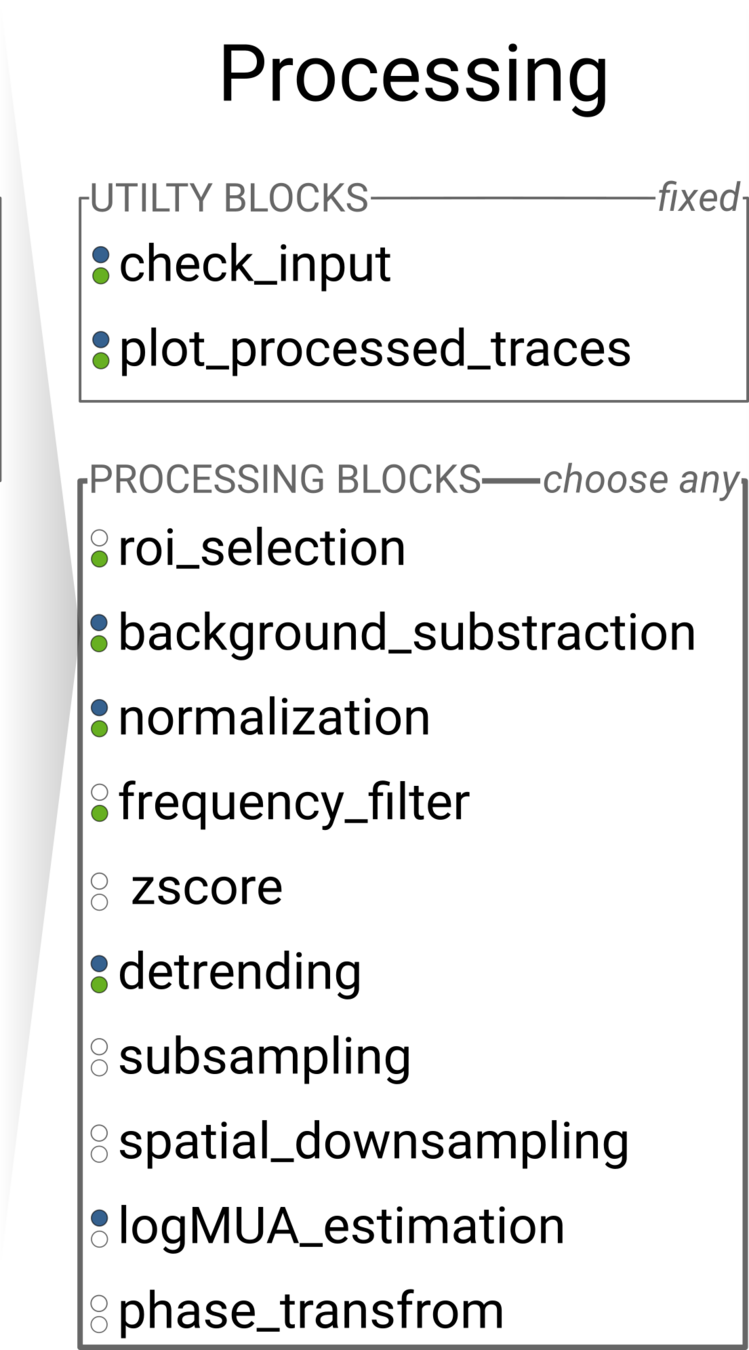 Processing
UTILTY BLOCKS fixed
check_input
plot_processed_traces
PROCESSING BLOCKS choose any
roi_selection
background_substraction
normalization
frequency_filter
zscore
detrending
subsampling
spatial_downsampling
logMUA_estimation
phase_transfrom